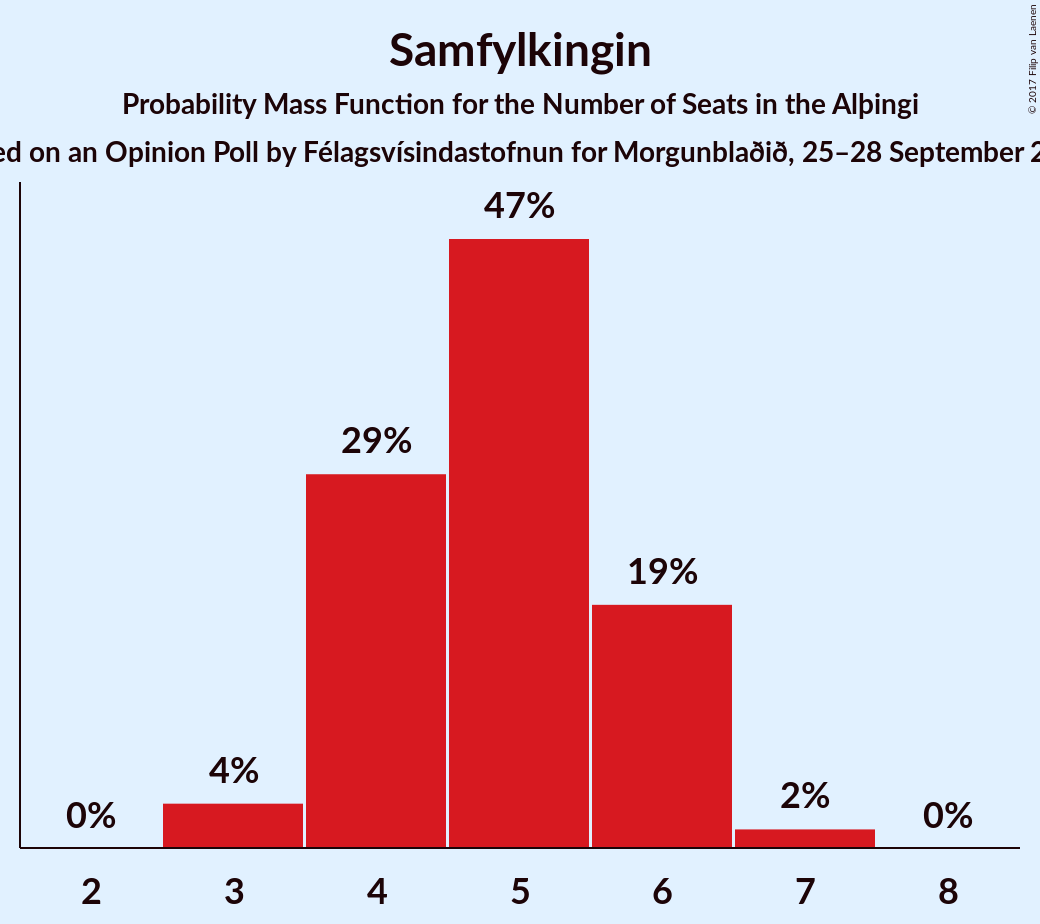 Samfylkingin
Probability Mass Function for the Number of Seats in the Alþingi
on an Opinion Poll by Félagsvísindastofnun for Morgunblaðið, 25–28 September
47%
29%
19%
4%
2%
0%
0%
2 3 4 5 6 7 8
© 2017 Filip van Laenen